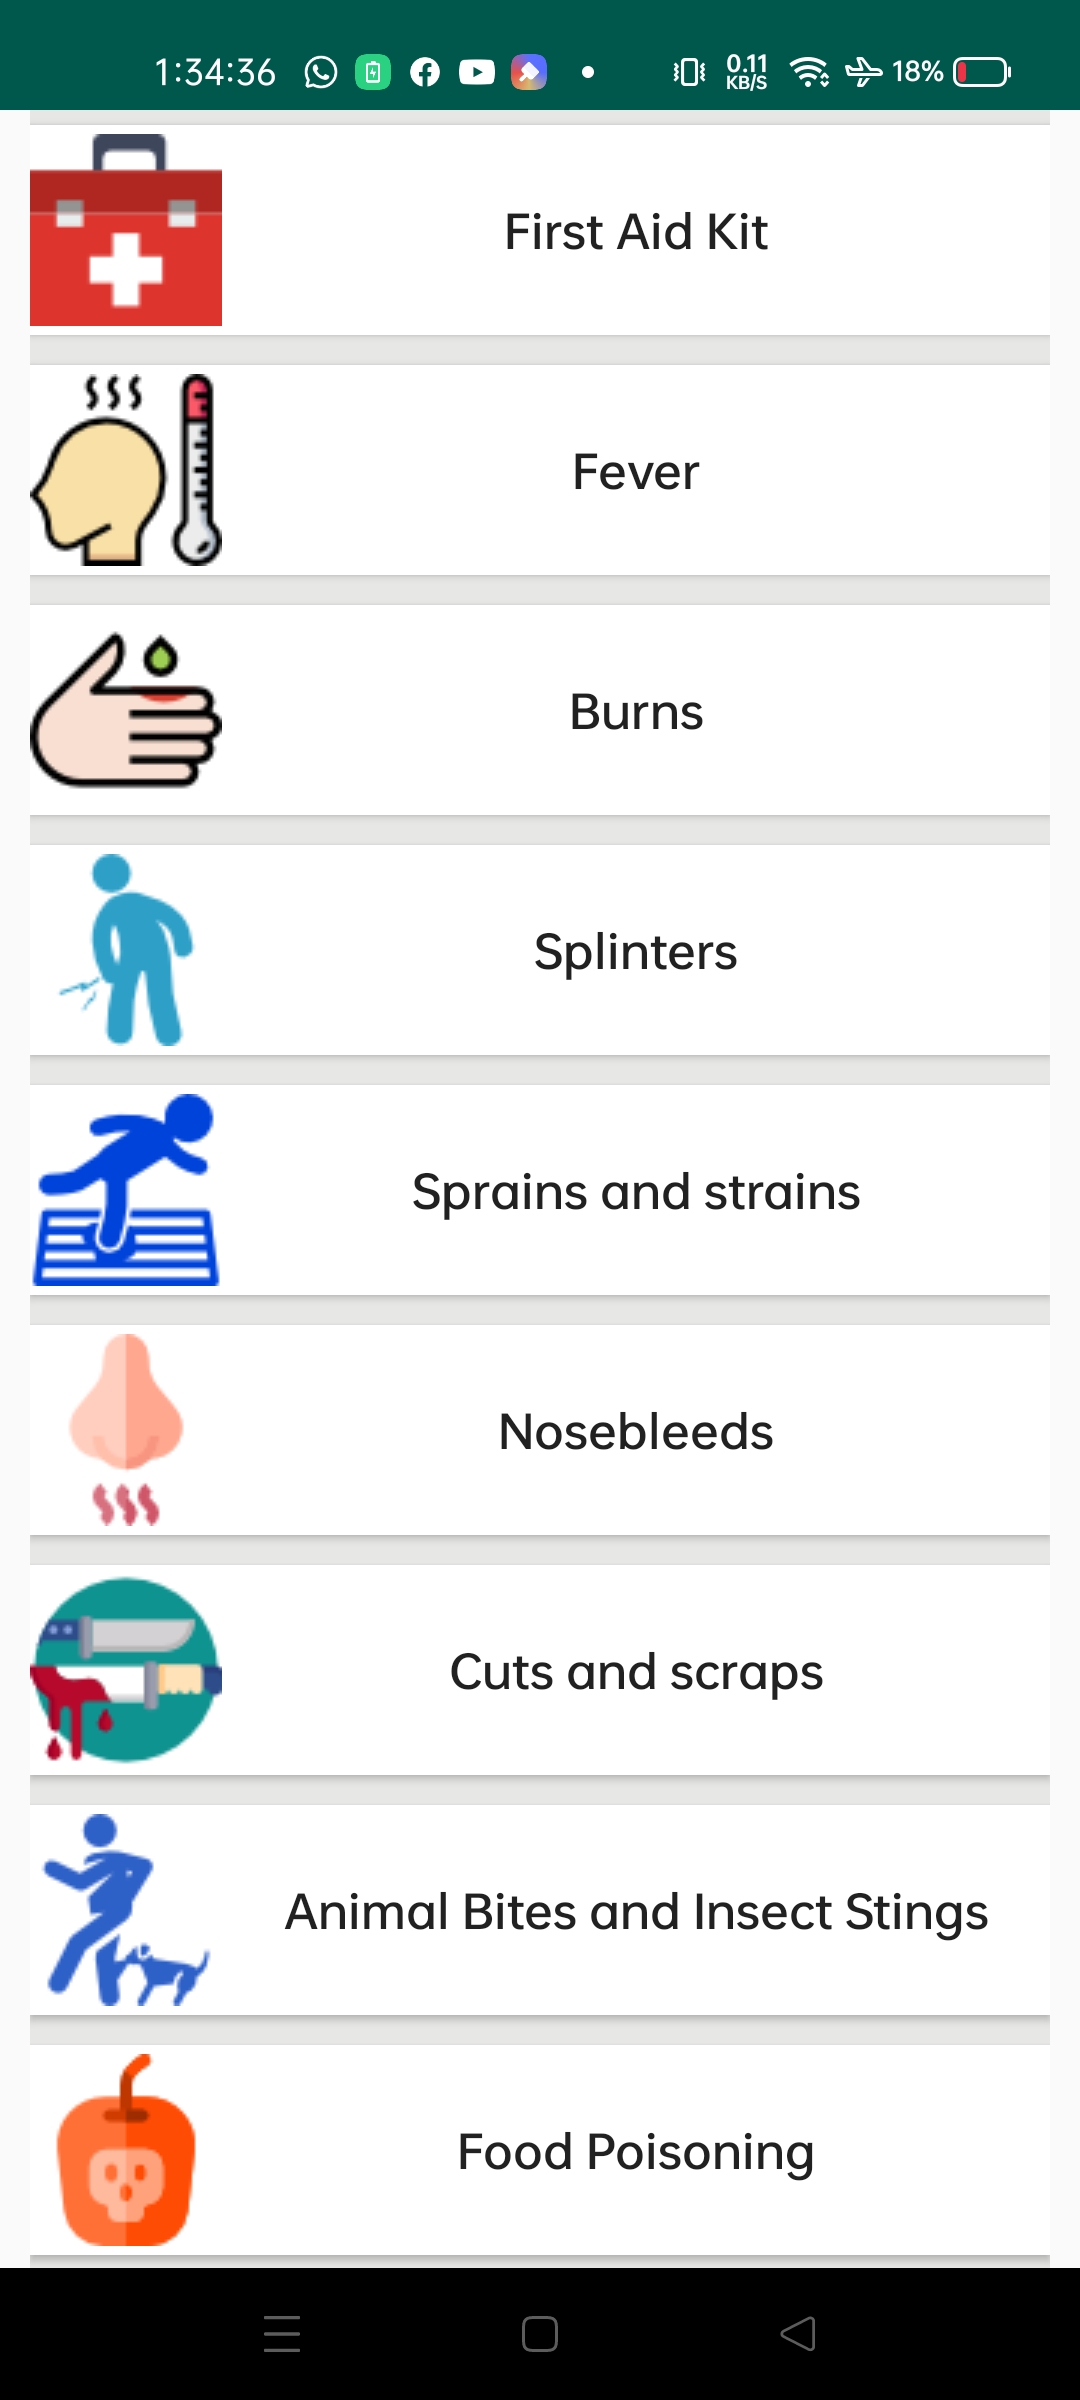 1:34:36 0.11 KB/S 18%
First Aid Kit
Fever
Burns
Splinters
Sprains and strains
Nosebleeds
Cuts and scraps
Animal Bites and Insect Stings
Food Poisoning